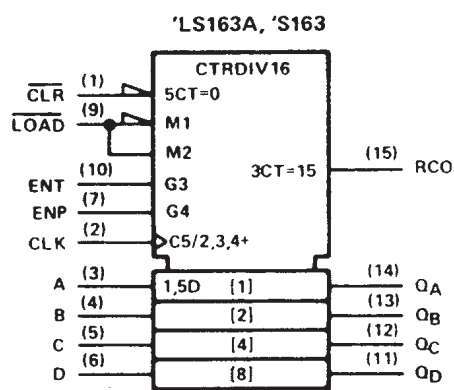 'LS163A, 'S163
CTRDIV16
CLR (1) 5CT=0
LOAD (9) M1
M2
ENT (10) G3 3CT=15 (15) RCO
ENP (7) G4
CLK (2) C5/2,3,4+
A (3) 1,5D [1] (14) QA
B (4) [2] (13) QB
C (5) [4] (12) QC
D (6) [8] (11) QD